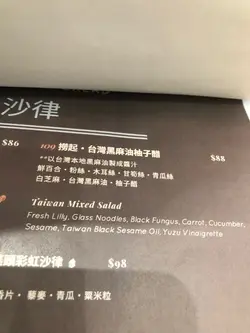 沙律
$86
109 撈起·台灣黑麻油柚子醋
$88
**以台灣本地黑麻油製成醬汁
鮮百合·粉絲·木耳絲·甘筍絲·青瓜絲
白芝麻·台灣黑麻油·柚子醋
Taiwan Mixed Salad
Fresh Lilly, Glass Noodles, Black Fungus, Carrot, Cucumber,
Sesame, Taiwan Black Sesame Oil, Yuzu Vinaigrette
彩虹沙律
$98
片·藜麥·青瓜·粟米粒